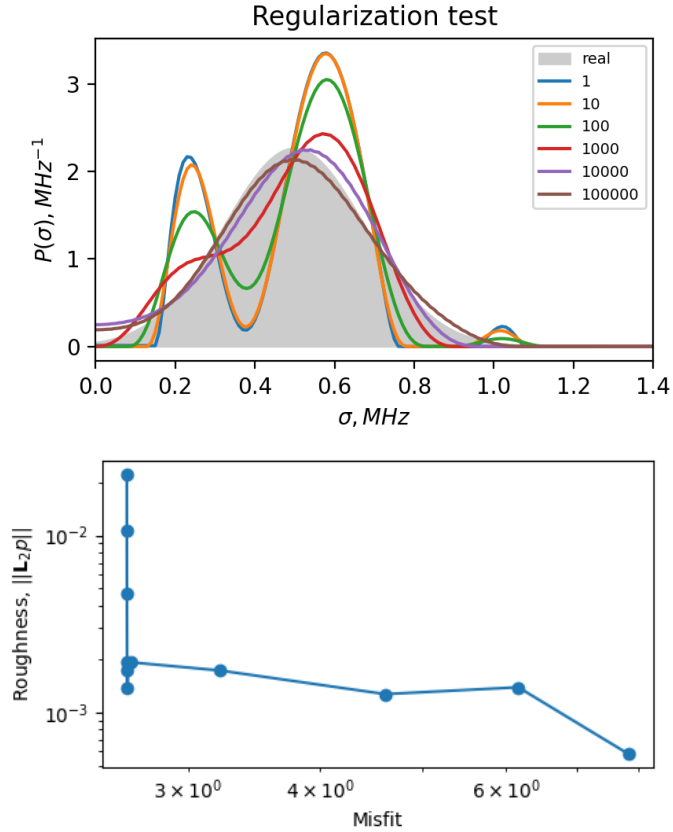 Regularization test
P(σ), MHz⁻¹
3
2
1
0
real
1
10
100
1000
10000
100000
0.0 0.2 0.4 0.6 0.8 1.0 1.2 1.4
σ, MHz
Roughness, ||L₂p||
10⁻²
10⁻³
3 × 10⁰ 4 × 10⁰ 6 × 10⁰
Misfit